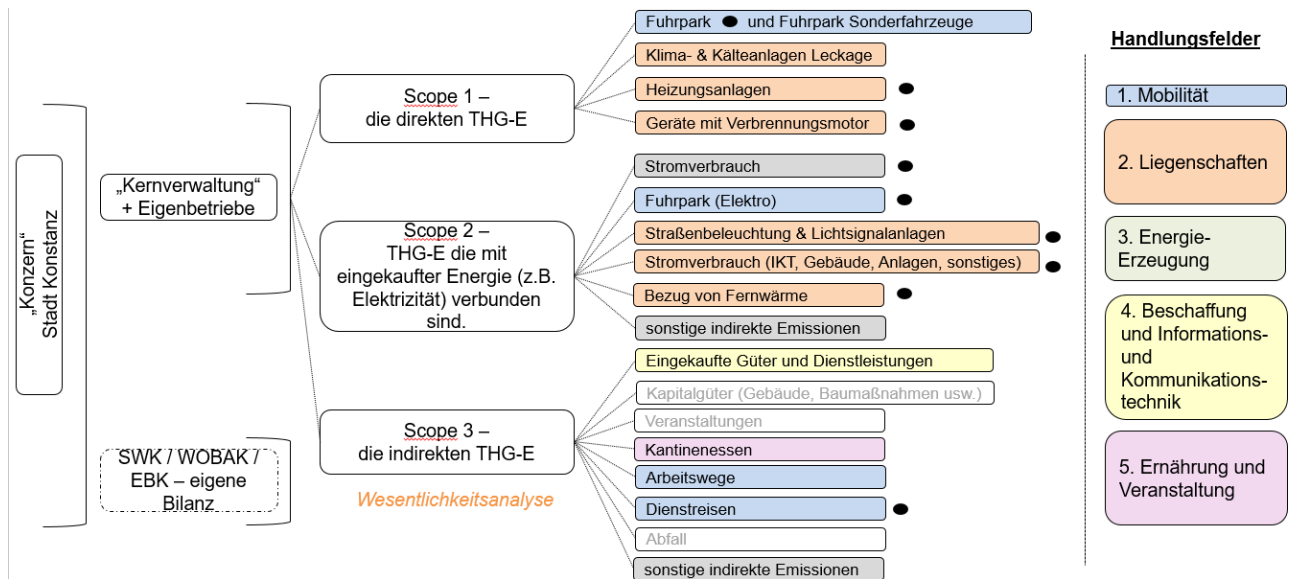 „Konzern“
Stadt Konstanz
„Kernverwaltung“
+ Eigenbetriebe
SWK / WOBAK /
EBK – eigene
Bilanz
Scope 1 –
die direkten THG-E
Scope 2 –
THG-E die mit
eingekaufter Energie (z.B.
Elektrizität) verbunden
sind.
Scope 3 –
die indirekten THG-E
Wesentlichkeitsanalyse
Fuhrpark und Fuhrpark Sonderfahrzeuge
Klima- & Kälteanlagen Leckage
Heizungsanlagen
Geräte mit Verbrennungsmotor
Stromverbrauch
Fuhrpark (Elektro)
Straßenbeleuchtung & Lichtsignalanlagen
Stromverbrauch (IKT, Gebäude, Anlagen, sonstiges)
Bezug von Fernwärme
sonstige indirekte Emissionen
Eingekaufte Güter und Dienstleistungen
Kapitalgüter (Gebäude, Baumaßnahmen usw.)
Veranstaltungen
Kantinenessen
Arbeitswege
Dienstreisen
Abfall
sonstige indirekte Emissionen
Handlungsfelder
1. Mobilität
2. Liegenschaften
3. Energie-
Erzeugung
4. Beschaffung
und Informations-
und
Kommunikations-
technik
5. Ernährung und
Veranstaltung